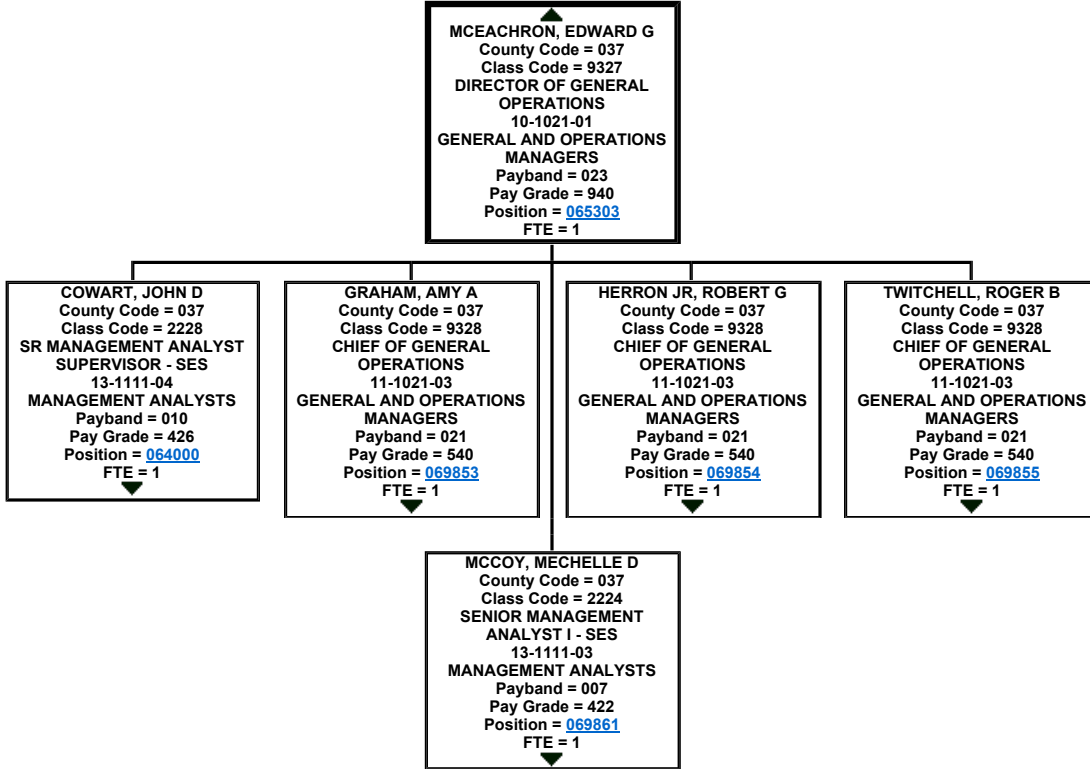 MCEACHRON, EDWARD G
County Code = 037
Class Code = 9327
DIRECTOR OF GENERAL
OPERATIONS
10-1021-01
GENERAL AND OPERATIONS
MANAGERS
Payband = 023
Pay Grade = 940
Position = 065303
FTE = 1
COWART, JOHN D
County Code = 037
Class Code = 2228
SR MANAGEMENT ANALYST
SUPERVISOR - SES
13-1111-04
MANAGEMENT ANALYSTS
Payband = 010
Pay Grade = 426
Position = 064000
FTE = 1
GRAHAM, AMY A
County Code = 037
Class Code = 9328
CHIEF OF GENERAL
OPERATIONS
11-1021-03
GENERAL AND OPERATIONS
MANAGERS
Payband = 021
Pay Grade = 540
Position = 069853
FTE = 1
HERRON JR, ROBERT G
County Code = 037
Class Code = 9328
CHIEF OF GENERAL
OPERATIONS
11-1021-03
GENERAL AND OPERATIONS
MANAGERS
Payband = 021
Pay Grade = 540
Position = 069854
FTE = 1
TWITCHELL, ROGER B
County Code = 037
Class Code = 9328
CHIEF OF GENERAL
OPERATIONS
11-1021-03
GENERAL AND OPERATIONS
MANAGERS
Payband = 021
Pay Grade = 540
Position = 069855
FTE = 1
MCCOY, MECHELLE D
County Code = 037
Class Code = 2224
SENIOR MANAGEMENT
ANALYST I - SES
13-1111-03
MANAGEMENT ANALYSTS
Payband = 007
Pay Grade = 422
Position = 069861
FTE = 1